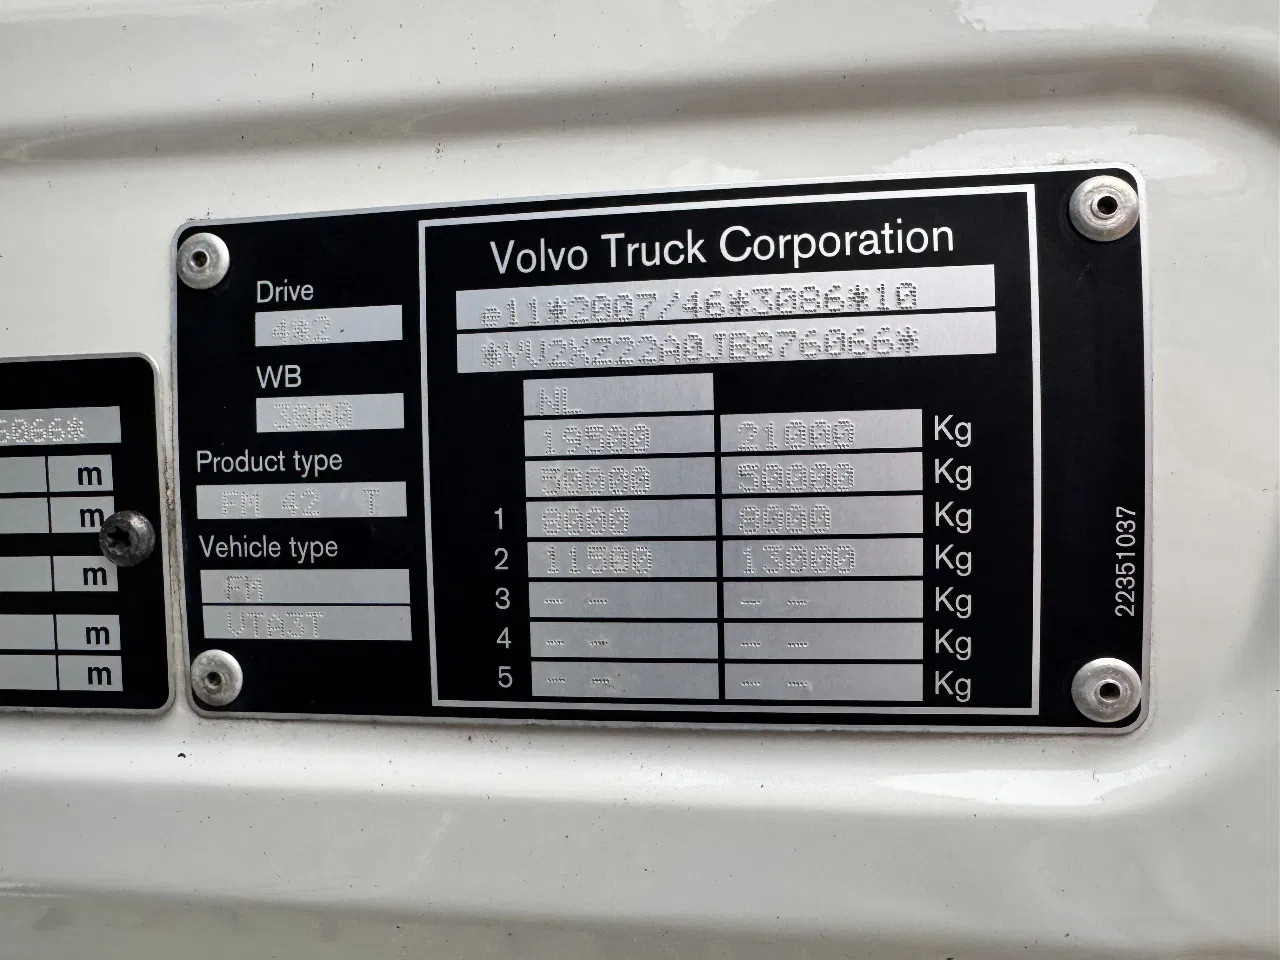 6066*
m
m
m
m
m
Drive
4*2
WB
3800
Product type
FM 42 T
Vehicle type
FM
VTA3T
Volvo Truck Corporation
e11*2007/46*3086*10
*YV2XZ22A0JB876066*
NL
19500 21000 Kg
50000 50000 Kg
1 8000 8000 Kg
2 11500 13000 Kg
3 -- -- -- -- Kg
4 -- -- -- -- Kg
5 -- -- -- -- Kg
22351037